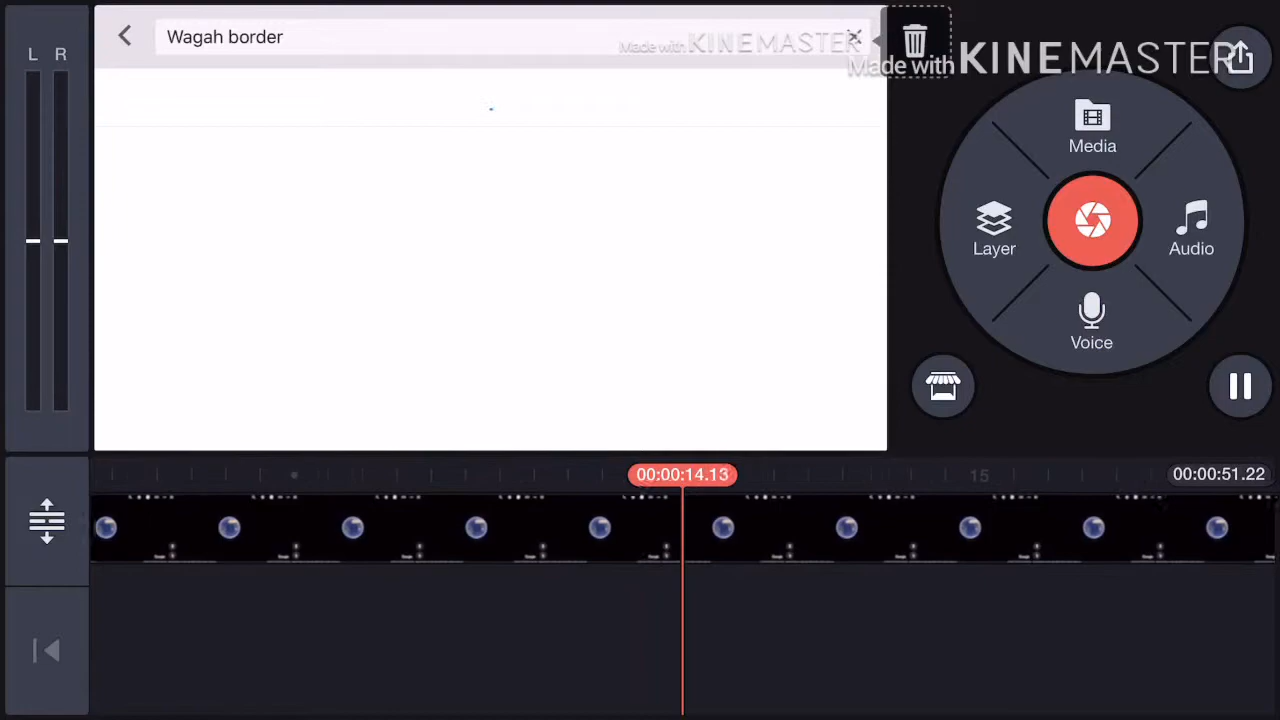 L R
Wagah border
Made with KINEMASTER
Made with KINEMASTER
Media
Layer
Audio
Voice
00:00:14.13
15
00:00:51.22